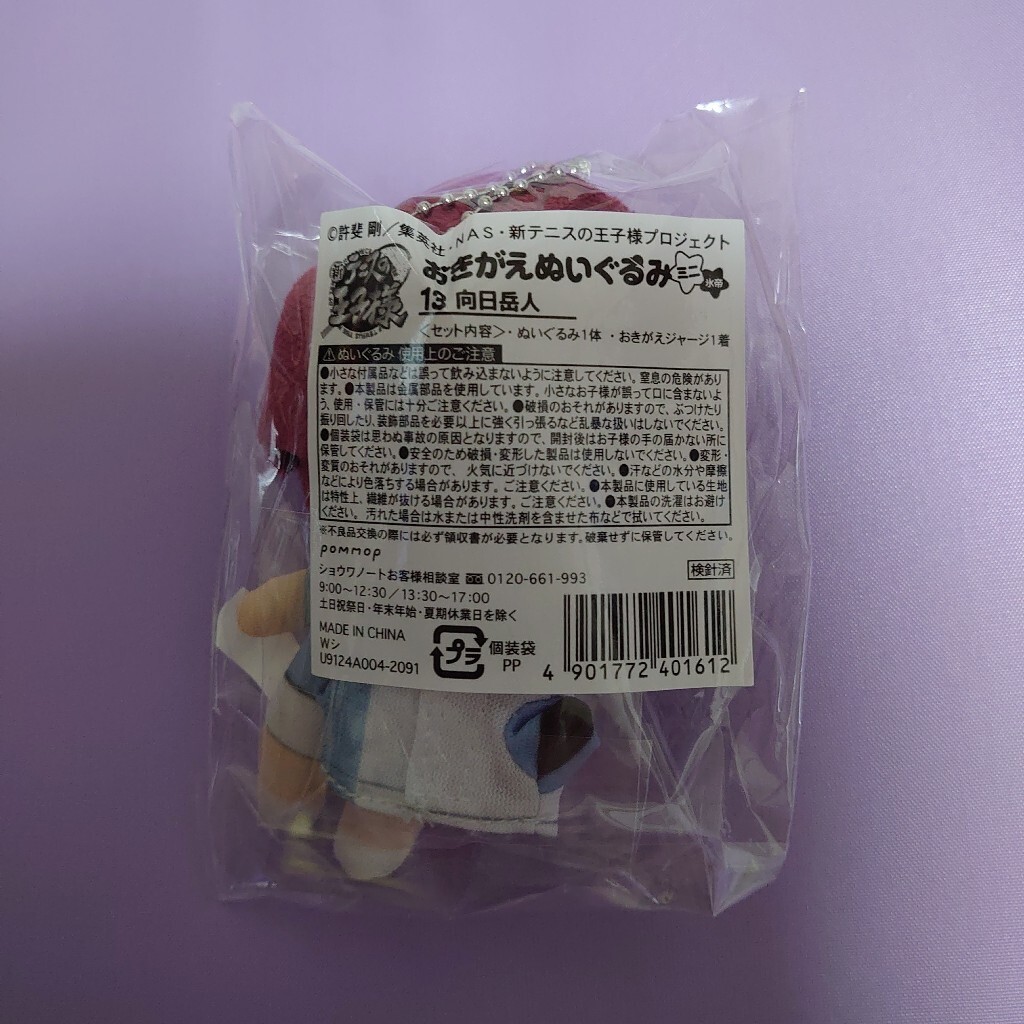 ©許斐 剛／集英社・NAS・新テニスの王子様プロジェクト
新テニスの
王子様
おきがえぬいぐるみ ミニ 氷帝
13 向日岳人
＜セット内容＞・ぬいぐるみ1体 ・おきがえジャージ1着
⚠ぬいぐるみ 使用上のご注意
●小さな付属品などは誤って飲み込まないように注意してください。窒息の危険があり
ます。●本製品は金属部品を使用しています。小さなお子様が誤って口に含まないよ
う、使用・保管には十分ご注意ください。●破損のおそれがありますので、ぶつけたり
振り回したり、装飾部品を必要以上に強く引っ張るなど乱暴な扱いはしないでください。
●個装袋は思わぬ事故の原因となりますので、開封後はお子様の手の届かない所に
保管してください。●安全のため破損・変形した製品は使用しないでください。●変形・
変質のおそれがありますので、火気に近づけないでください。●汗などの水分や摩擦
などにより色落ちする場合があります。ご注意ください。●本製品に使用している生地
は特性上、繊維が抜ける場合があります。ご注意ください。●本製品の洗濯はお避け
ください。汚れた場合は水または中性洗剤を含ませた布などで拭いてください。
※不良品交換の際には必ず領収書が必要となります。破棄せずに保管してください。
pommop
ショウワノートお客様相談室 0120-661-993
検針済
9:00～12:30/13:30～17:00
土日祝祭日・年末年始・夏期休業日を除く
MADE IN CHINA
Wシ
U9124A004-2091
プラ
個装袋
PP
4 901772 401612